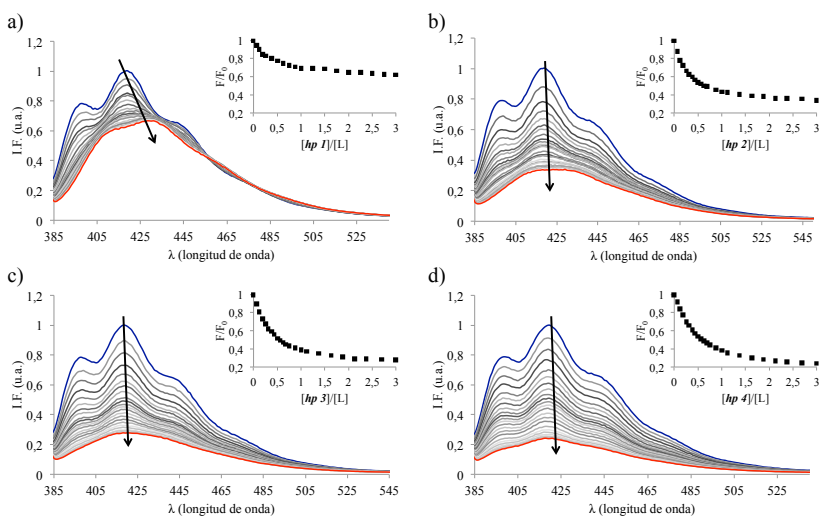 a)
I.F. (u.a.)
1,2
1
0,8
0,6
0,4
0,2
0
385 405 425 445 465 485 505 525
λ (longitud de onda)
F/F0
1
0,8
0,6
0,4
0,2
0 0,5 1 1,5 2 2,5 3
[hp 1]/[L]
b)
I.F. (u.a.)
1,2
1
0,8
0,6
0,4
0,2
0
385 405 425 445 465 485 505 525 545
λ (longitud de onda)
F/F0
1
0,8
0,6
0,4
0,2
0 0,5 1 1,5 2 2,5 3
[hp 2]/[L]
c)
I.F. (u.a.)
1,2
1
0,8
0,6
0,4
0,2
0
385 405 425 445 465 485 505 525 545
λ (longitud de onda)
F/F0
1
0,8
0,6
0,4
0,2
0 0,5 1 1,5 2 2,5 3
[hp 3]/[L]
d)
I.F. (u.a.)
1,2
1
0,8
0,6
0,4
0,2
0
385 405 425 445 465 485 505 525 545
λ (longitud de onda)
F/F0
1
0,8
0,6
0,4
0,2
0 0,5 1 1,5 2 2,5 3
[hp 4]/[L]